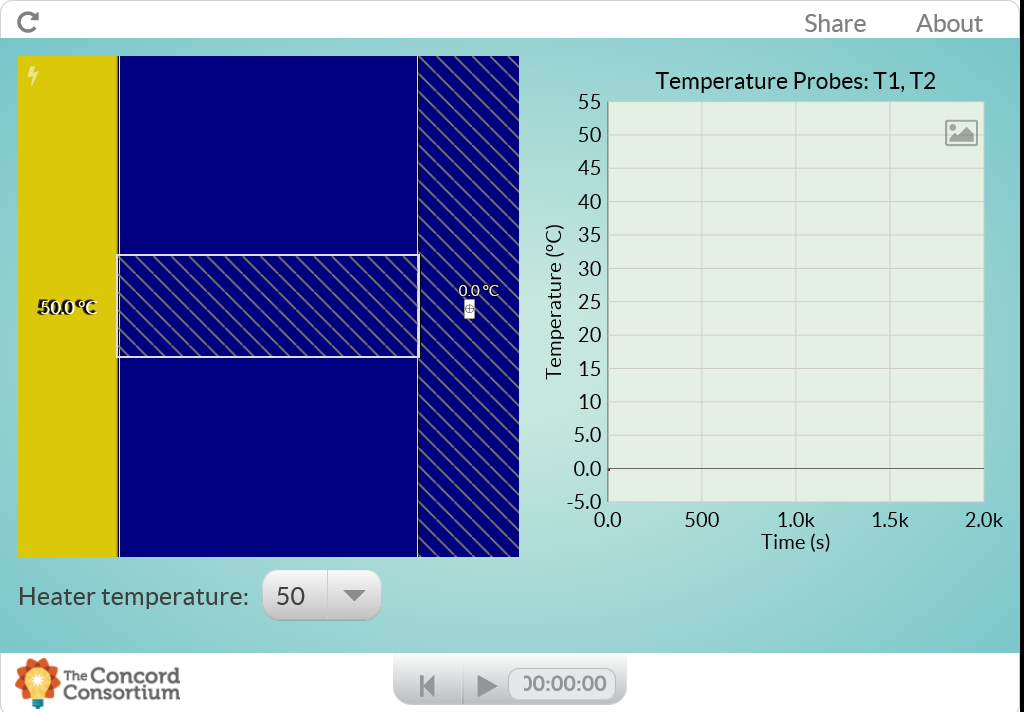 Share About
Temperature Probes: T1, T2
55
50
45
40
35
30
25
20
15
10
5.0
0.0
-5.0
Temperature (°C)
0.0 500 1.0k 1.5k 2.0k
Time (s)
50.0 °C
0.0 °C
Heater temperature: 50
The Concord
Consortium
00:00:00